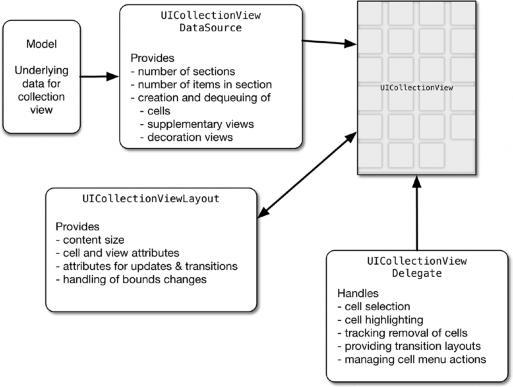 Model
Underlying
data for
collection
view
UICollectionView
DataSource
Provides
- number of sections
- number of items in section
- creation and dequeuing of
- cells
- supplementary views
- decoration views
UICollectionView
UICollectionViewLayout
Provides
- content size
- cell and view attributes
- attributes for updates & transitions
- handling of bounds changes
UICollectionView
Delegate
Handles
- cell selection
- cell highlighting
- tracking removal of cells
- providing transition layouts
- managing cell menu actions